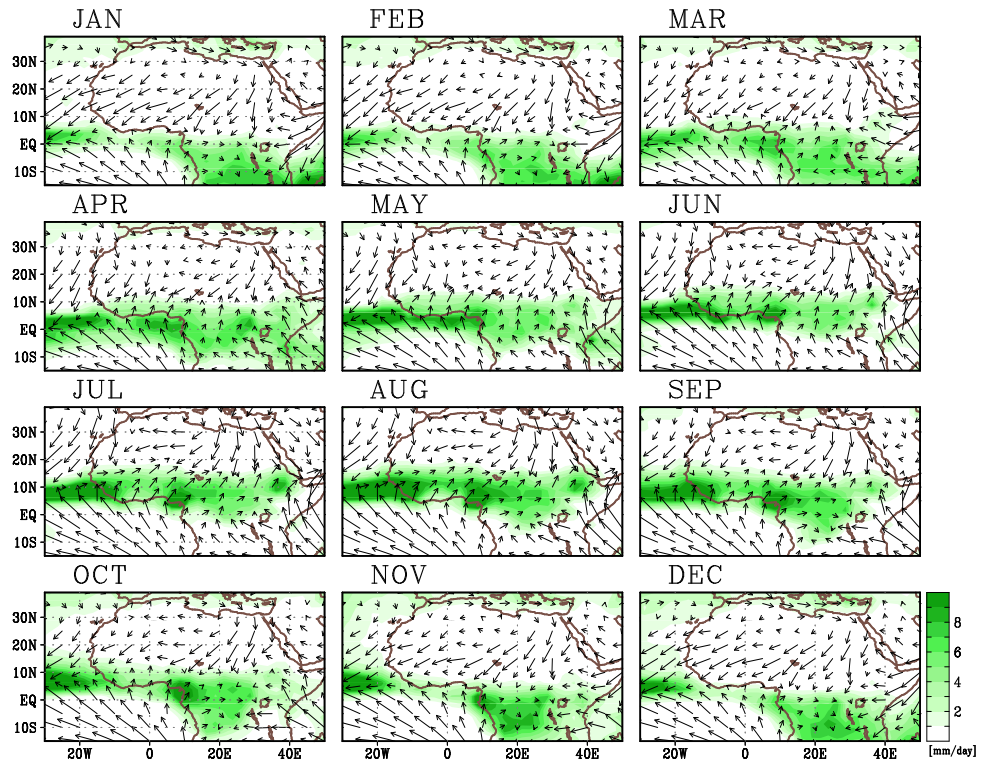 JAN FEB MAR
30N
20N
10N
EQ
10S
APR MAY JUN
30N
20N
10N
EQ
10S
JUL AUG SEP
30N
20N
10N
EQ
10S
OCT NOV DEC
30N
20N
10N
EQ
10S
8
6
4
2
20W 0 20E 40E 20W 0 20E 40E 20W 0 20E 40E
[mm/day]